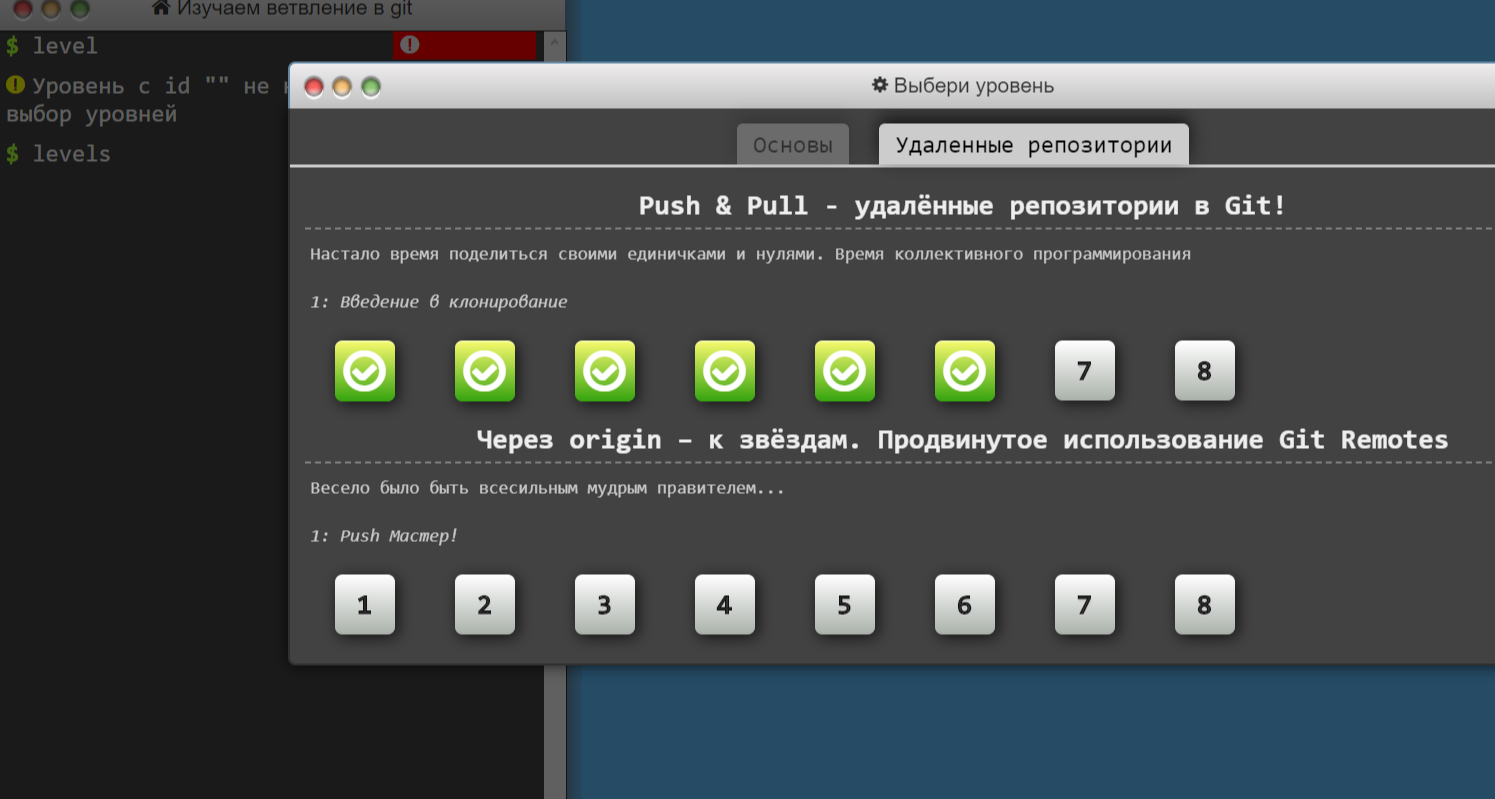 Изучаем ветвление в git
$ level
Уровень с id "" не
выбор уровней
$ levels
Выбери уровень
Основы
Удаленные репозитории
Push & Pull - удалённые репозитории в Git!
Настало время поделиться своими единичками и нулями. Время коллективного программирования
1: Введение в клонирование
7 8
Через origin – к звёздам. Продвинутое использование Git Remotes
Весело было быть всесильным мудрым правителем...
1: Push Мастер!
1 2 3 4 5 6 7 8